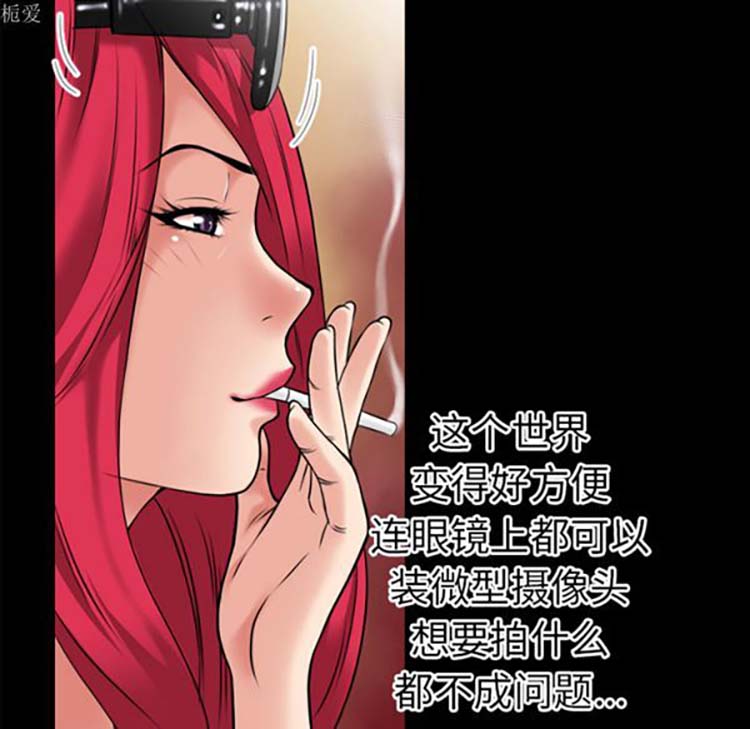 栀爱
这个世界
变得好方便
连眼镜上都可以
装微型摄像头
想要拍什么
都不成问题...